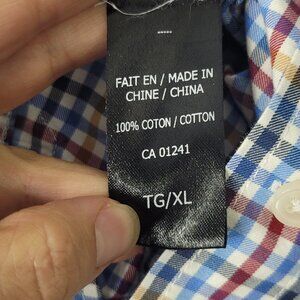 -----
FAIT EN / MADE IN
CHINE / CHINA
100% COTON / COTTON
CA 01241
TG/XL